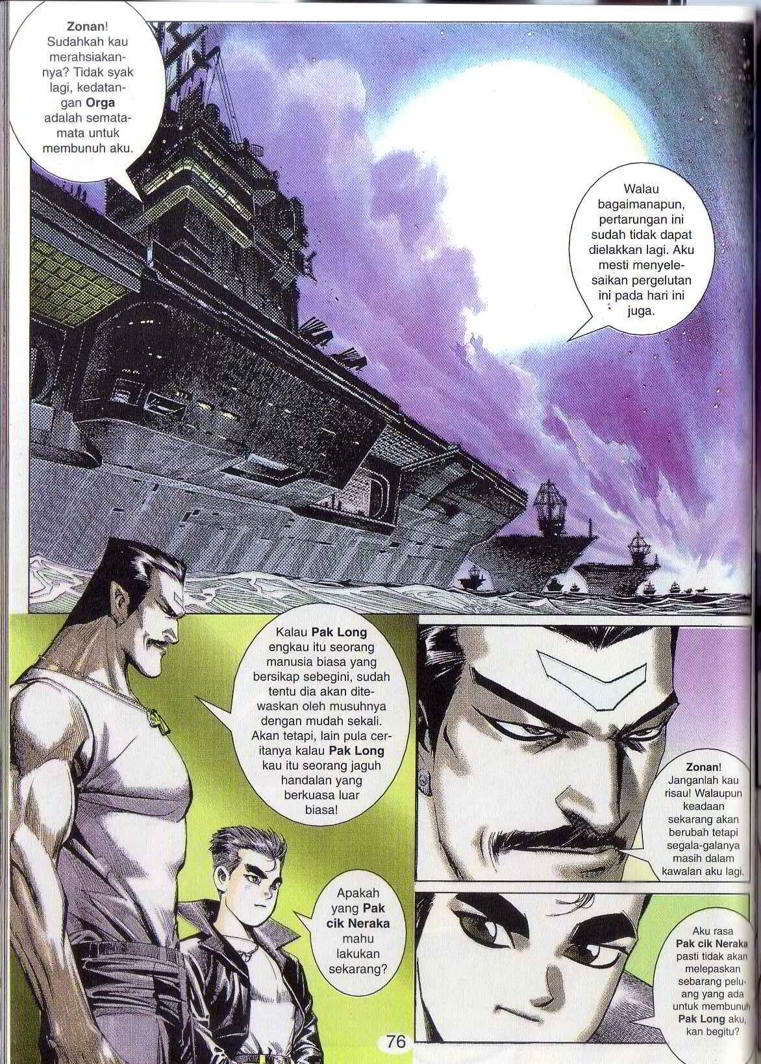 Zonan!
Sudahkah kau
merahsiakan-
nya? Tidak syak
lagi, kedatan-
gan Orga
adalah semata-
mata untuk
membunuh aku.
Walau
bagaimanapun,
pertarungan ini
sudah tidak dapat
dielakkan lagi. Aku
mesti menyele-
saikan pergelutan
ini pada hari ini
juga.
Kalau Pak Long
engkau itu seorang
manusia biasa yang
bersikap sebegini, sudah
tentu dia akan dite-
waskan oleh musuhnya
dengan mudah sekali.
Akan tetapi, lain pula cer-
itanya kalau Pak Long
kau itu seorang jaguh
handalan yang
berkuasa luar
biasa!
Apakah
yang Pak
cik Neraka
mahu
lakukan
sekarang?
Zonan!
Janganlah kau
risau! Walaupun
keadaan
sekarang akan
berubah tetapi
segala-galanya
masih dalam
kawalan aku lagi.
Aku rasa
Pak cik Neraka
pasti tidak akan
melepaskan
sebarang pelu-
ang yang ada
untuk membunuh
Pak Long aku,
kan begitu?
76